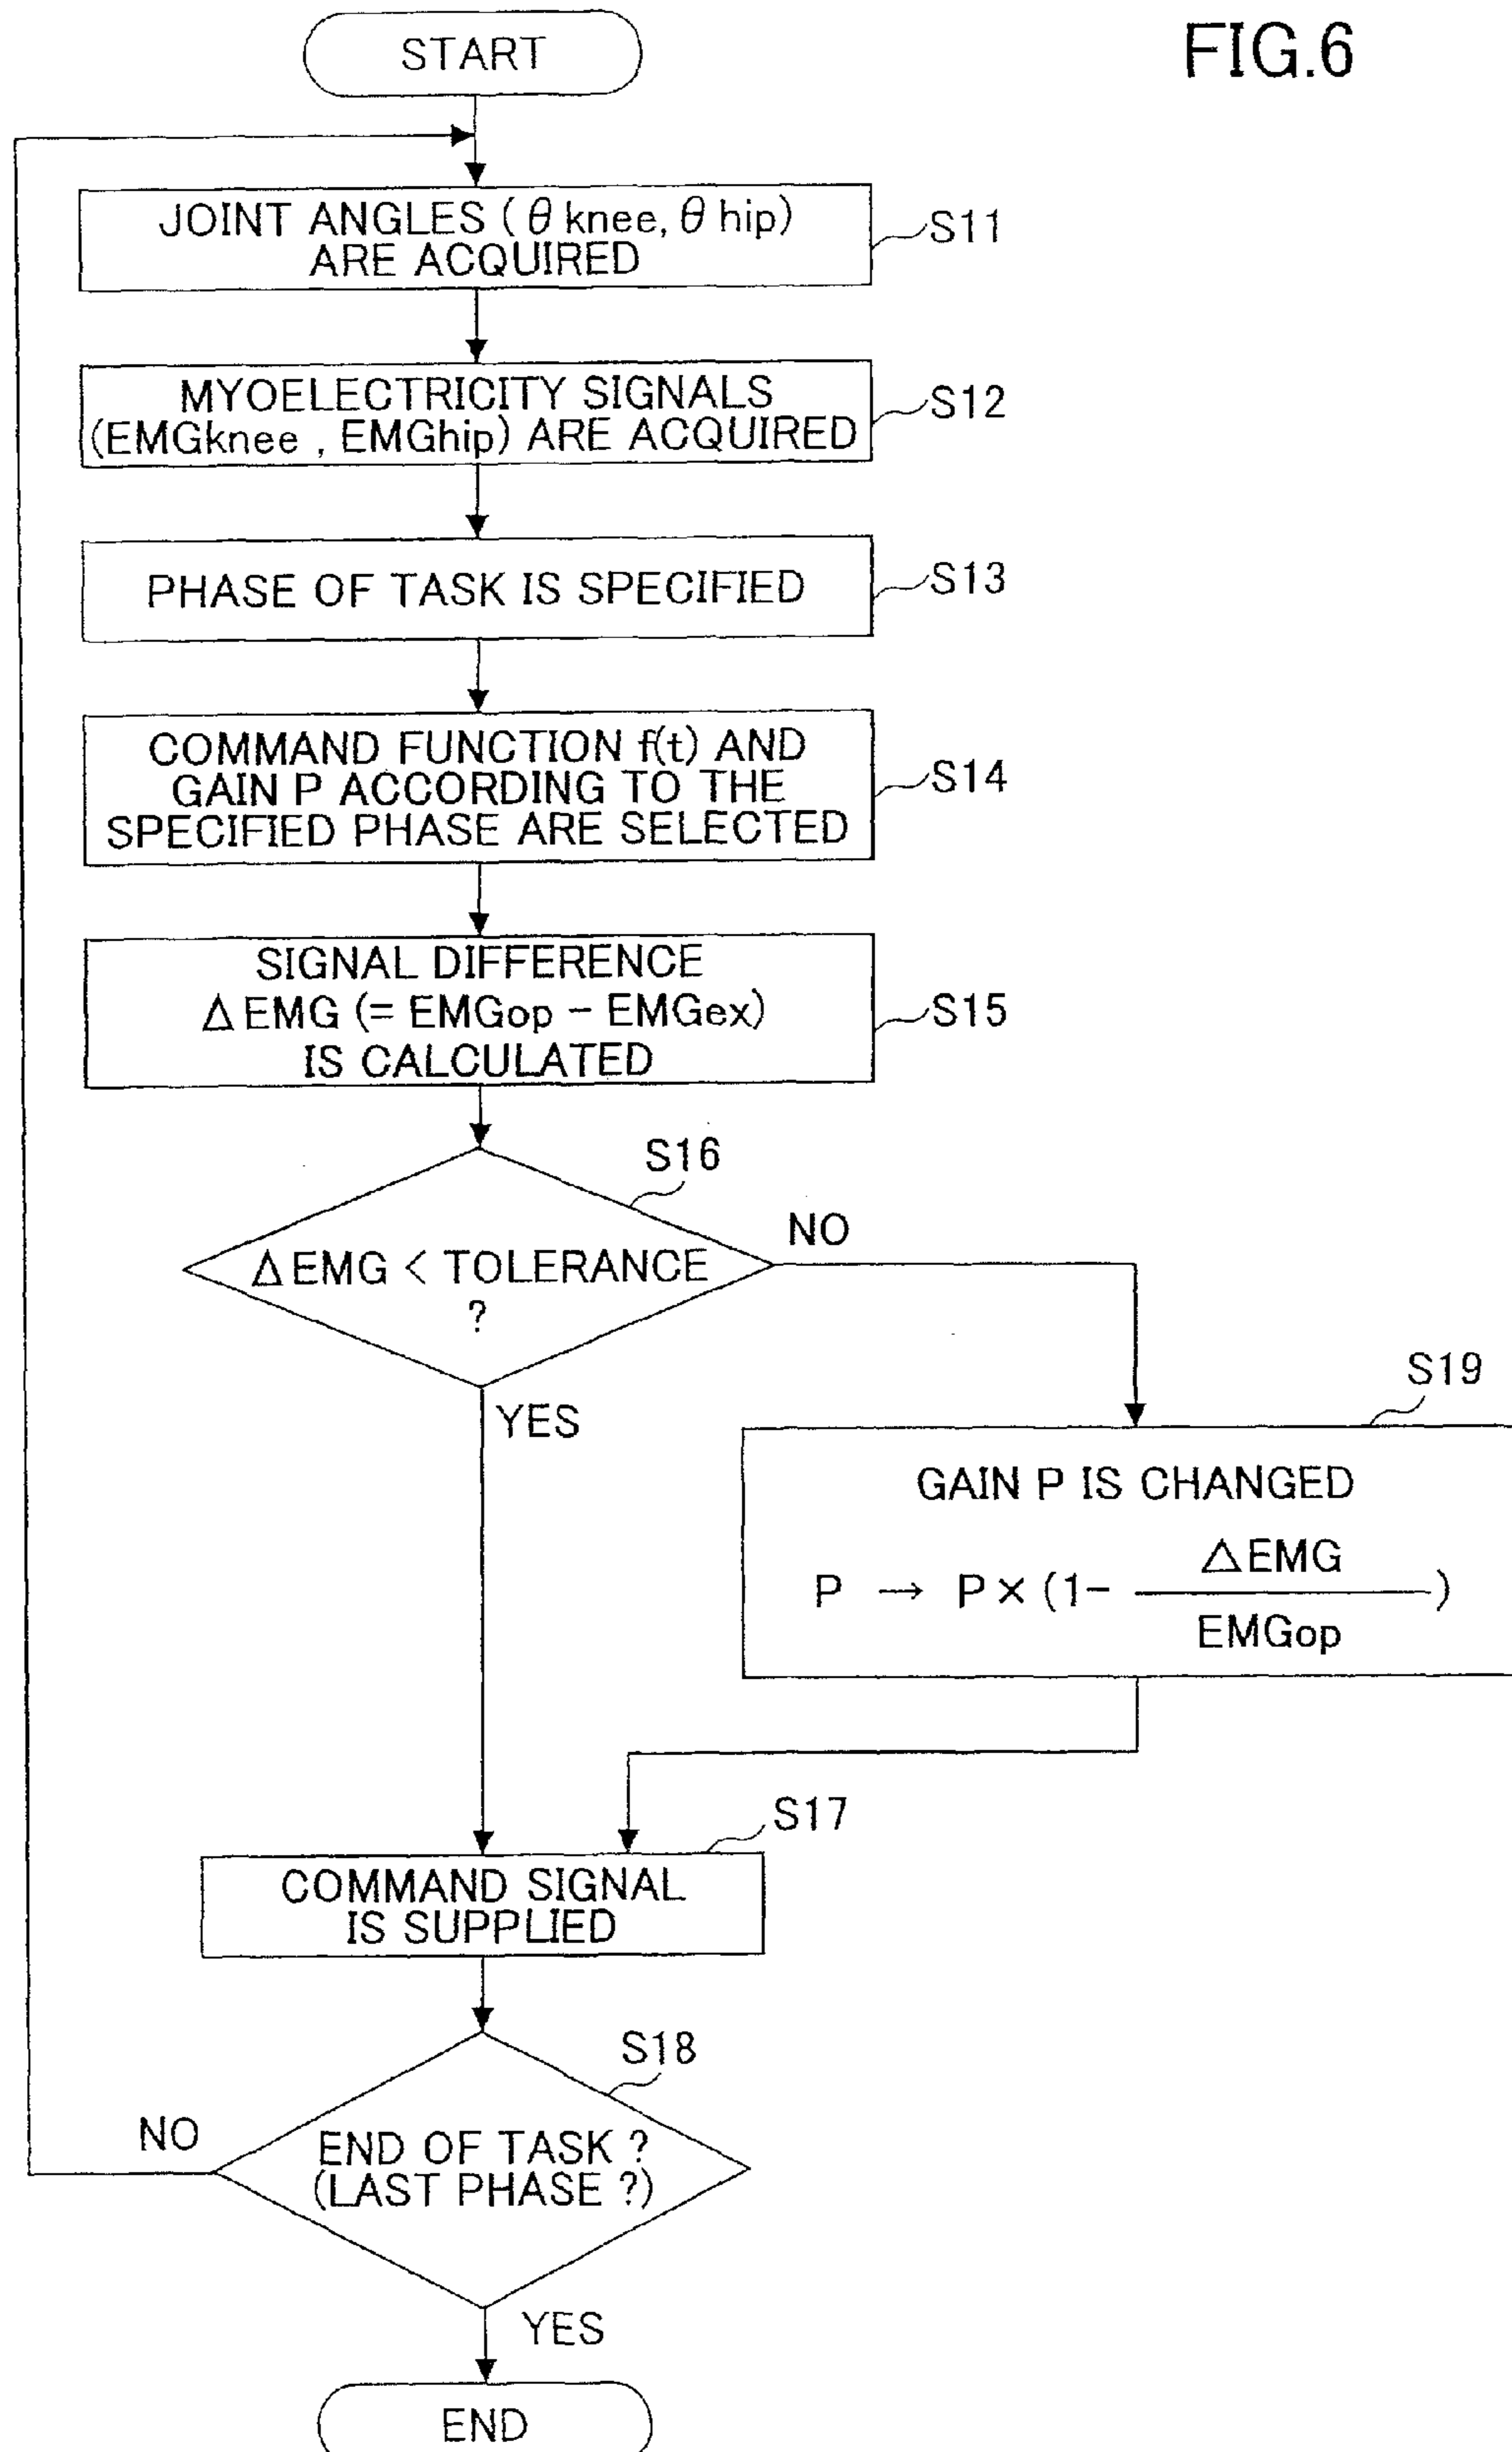 FIG.6
START
JOINT ANGLES ( θ knee, θ hip)
ARE ACQUIRED
S11
MYOELECTRICITY SIGNALS
(EMGknee , EMGhip) ARE ACQUIRED
S12
PHASE OF TASK IS SPECIFIED
S13
COMMAND FUNCTION f(t) AND
GAIN P ACCORDING TO THE
SPECIFIED PHASE ARE SELECTED
S14
SIGNAL DIFFERENCE
Δ EMG (= EMGop - EMGex)
IS CALCULATED
S15
S16
Δ EMG < TOLERANCE
?
NO
YES
S19
GAIN P IS CHANGED
P → P × (1- ΔEMG / EMGop )
S17
COMMAND SIGNAL
IS SUPPLIED
S18
END OF TASK ?
(LAST PHASE ?)
NO
YES
END